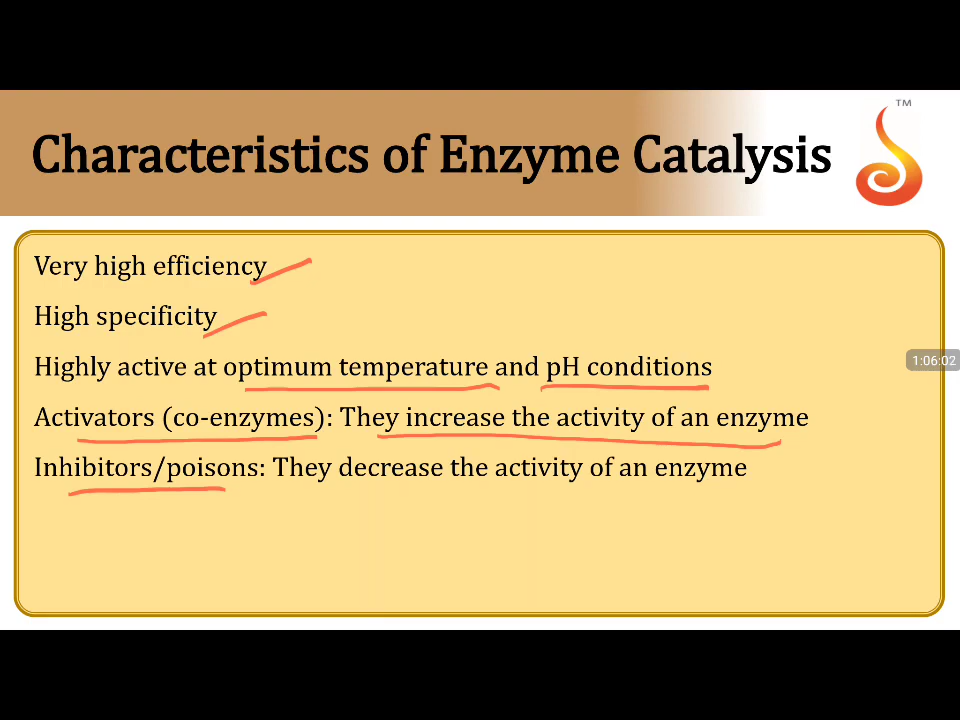 TM
Characteristics of Enzyme Catalysis
Very high efficiency
High specificity
Highly active at optimum temperature and pH conditions
1:06:02
Activators (co-enzymes): They increase the activity of an enzyme
Inhibitors/poisons: They decrease the activity of an enzyme